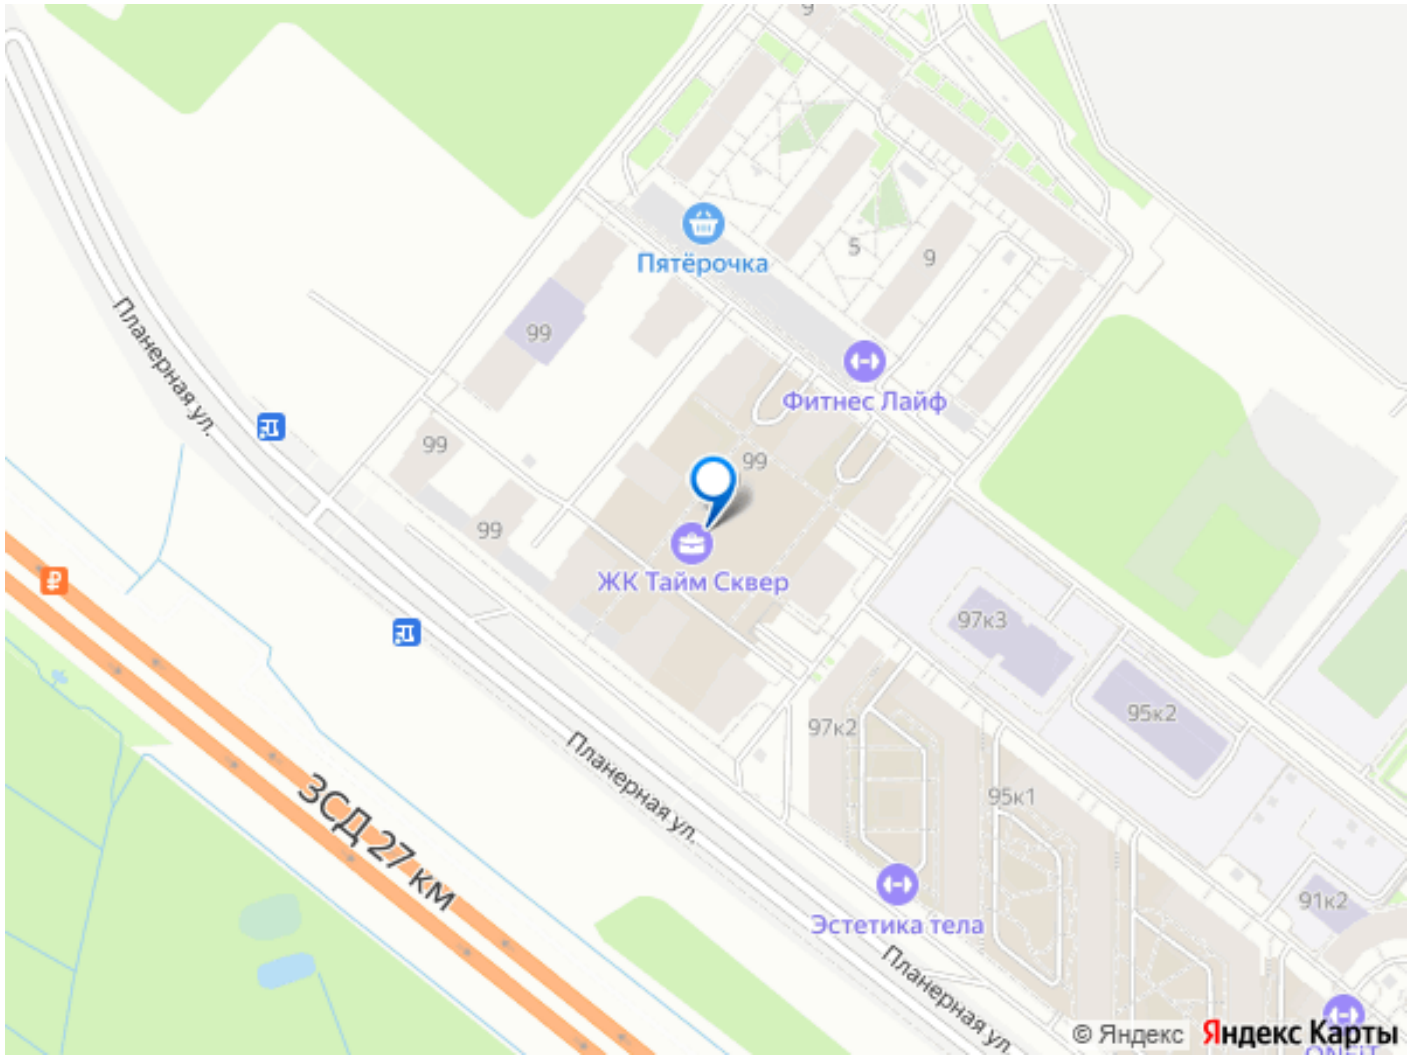 9
Пятёрочка
5
9
99
Планерная ул.
Фитнес Лайф
99
99
99
ЖК Тайм Сквер
97к3
95к2
97к2
Планерная ул.
ЗСД 27 км
95к1
91к2
Эстетика тела
Планерная ул.
© Яндекс Яндекс Карты